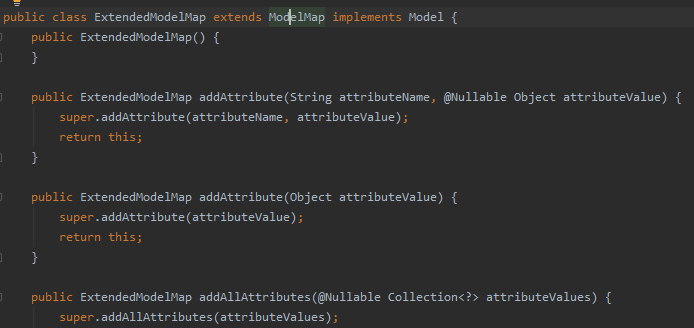 public class ExtendedModelMap extends ModelMap implements Model {
public ExtendedModelMap() {
}
public ExtendedModelMap addAttribute(String attributeName, @Nullable Object attributeValue) {
super.addAttribute(attributeName, attributeValue);
return this;
}
public ExtendedModelMap addAttribute(Object attributeValue) {
super.addAttribute(attributeValue);
return this;
}
public ExtendedModelMap addAllAttributes(@Nullable Collection<?> attributeValues) {
super.addAllAttributes(attributeValues);